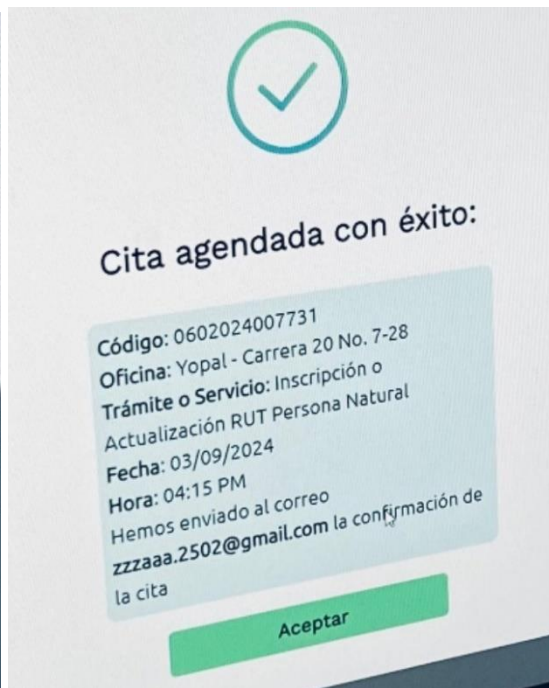 Cita agendada con éxito:
Código: 0602024007731
Oficina: Yopal - Carrera 20 No. 7-28
Trámite o Servicio: Inscripción o
Actualización RUT Persona Natural
Fecha: 03/09/2024
Hora: 04:15 PM
Hemos enviado al correo
zzzaaa.2502@gmail.com la confirmación de
la cita
Aceptar